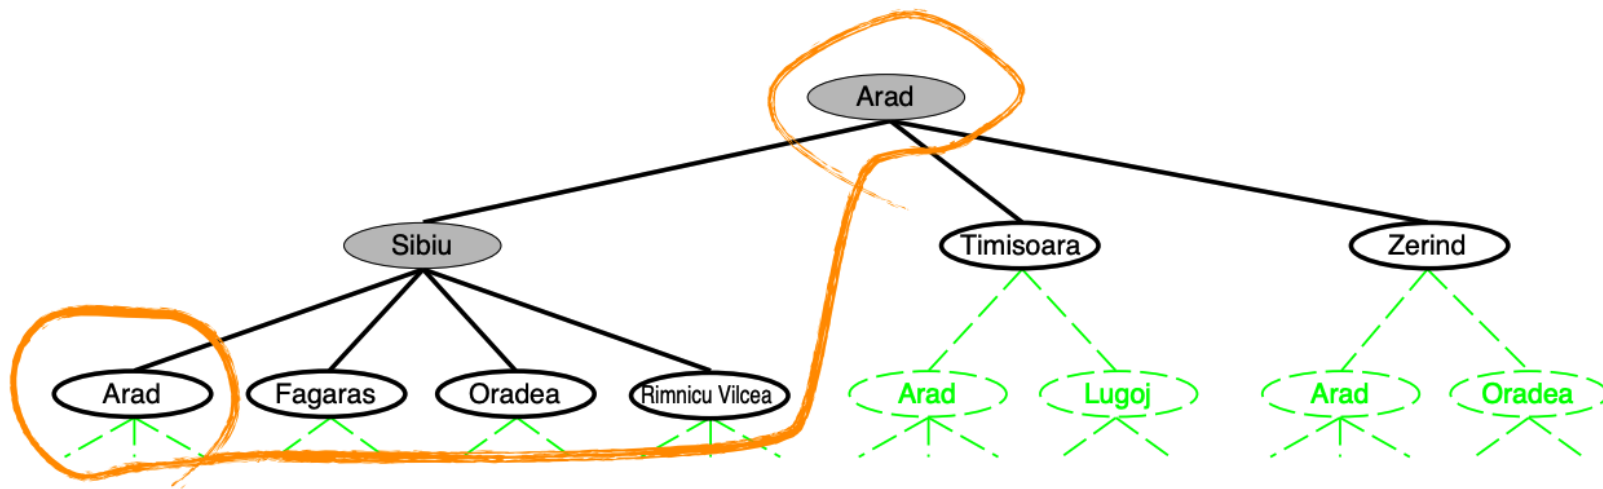 Arad
Sibiu
Timisoara
Zerind
Arad
Fagaras
Oradea
Rimnicu Vilcea
Arad
Lugoj
Arad
Oradea